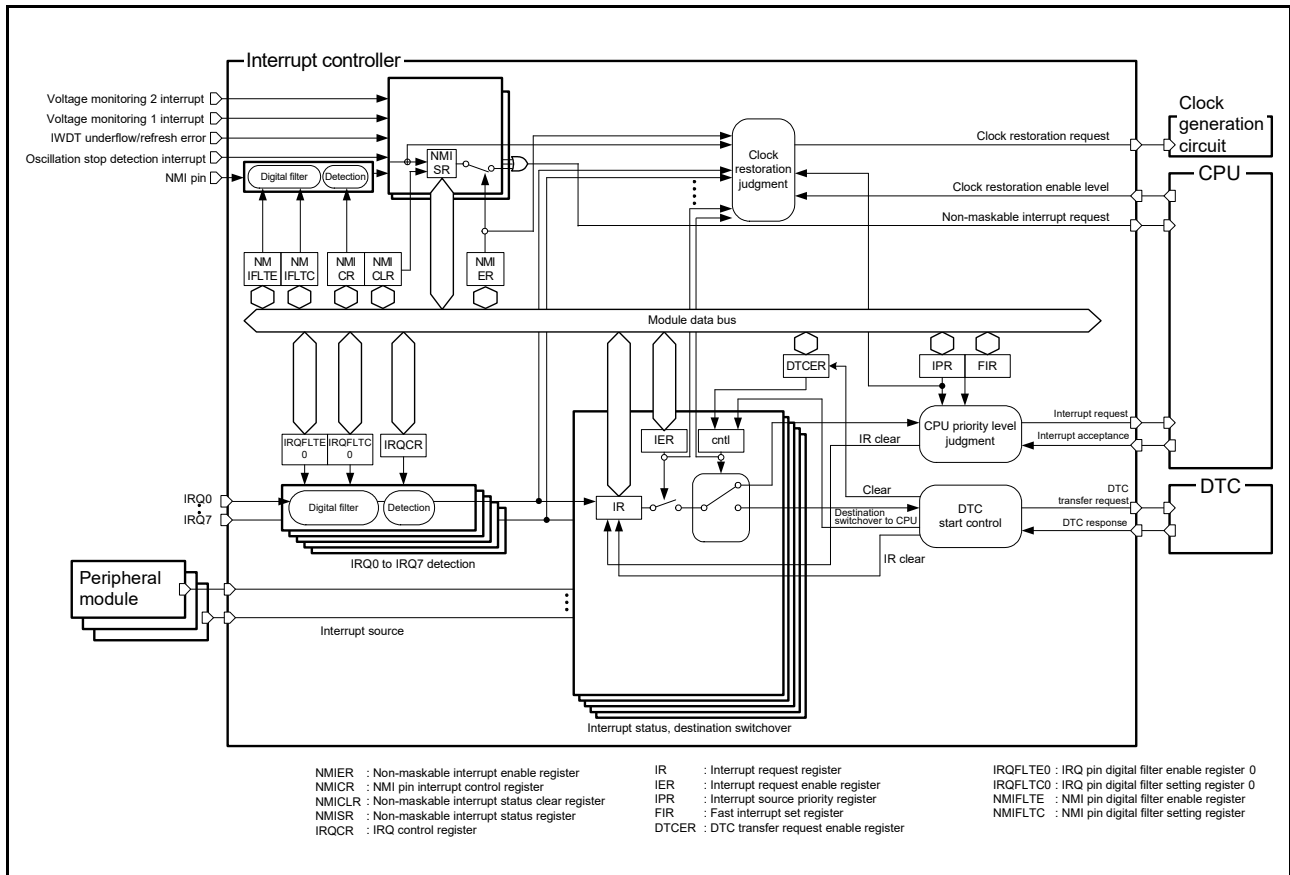 Interrupt controller
Voltage monitoring 2 interrupt
Voltage monitoring 1 interrupt
IWDT underflow/refresh error
Oscillation stop detection interrupt
NMI pin
Digital filter
Detection
NMI
SR
Clock
restoration
judgment
Clock restoration request
Clock restoration enable level
Non-maskable interrupt request
Clock
generation
circuit
CPU
NM
IFLTE
NM
IFLTC
NMI
CR
NMI
CLR
NMI
ER
Module data bus
DTCER
IPR
FIR
IRQFLTE
0
IRQFLTC
0
IRQCR
IER
cntl
CPU priority level
judgment
Interrupt request
Interrupt acceptance
IR clear
IRQ0
IRQ7
Digital filter
Detection
IRQ0 to IRQ7 detection
IR
Clear
Destination
switchover to CPU
DTC
start control
DTC
transfer request
DTC response
DTC
IR clear
Peripheral
module
Interrupt source
Interrupt status, destination switchover
NMIER : Non-maskable interrupt enable register
NMICR : NMI pin interrupt control register
NMICLR : Non-maskable interrupt status clear register
NMISR : Non-maskable interrupt status register
IRQCR : IRQ control register
IR : Interrupt request register
IER : Interrupt request enable register
IPR : Interrupt source priority register
FIR : Fast interrupt set register
DTCER : DTC transfer request enable register
IRQFLTE0 : IRQ pin digital filter enable register 0
IRQFLTC0 : IRQ pin digital filter setting register 0
NMIFLTE : NMI pin digital filter enable register
NMIFLTC : NMI pin digital filter setting register